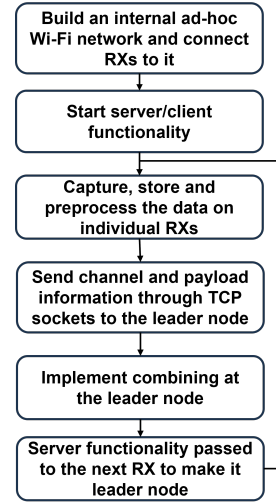 Build an internal ad-hoc
Wi-Fi network and connect
RXs to it
Start server/client
functionality
Capture, store and
preprocess the data on
individual RXs
Send channel and payload
information through TCP
sockets to the leader node
Implement combining at
the leader node
Server functionality passed
to the next RX to make it
leader node